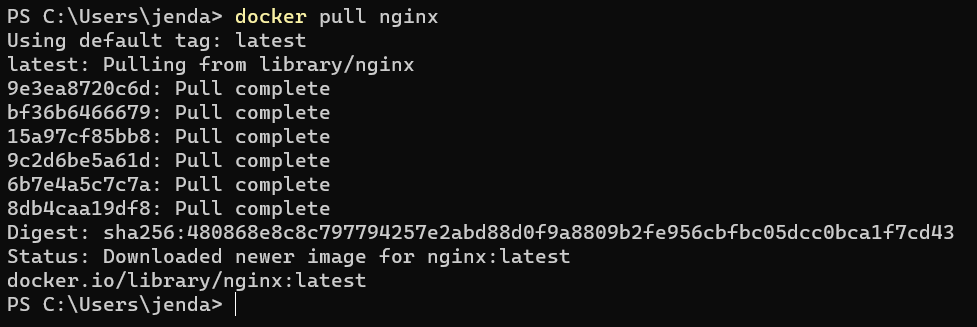 PS C:\Users\jenda> docker pull nginx
Using default tag: latest
latest: Pulling from library/nginx
9e3ea8720c6d: Pull complete
bf36b6466679: Pull complete
15a97cf85bb8: Pull complete
9c2d6be5a61d: Pull complete
6b7e4a5c7c7a: Pull complete
8db4caa19df8: Pull complete
Digest: sha256:480868e8c8c797794257e2abd88d0f9a8809b2fe956cbfbc05dcc0bca1f7cd43
Status: Downloaded newer image for nginx:latest
docker.io/library/nginx:latest
PS C:\Users\jenda>